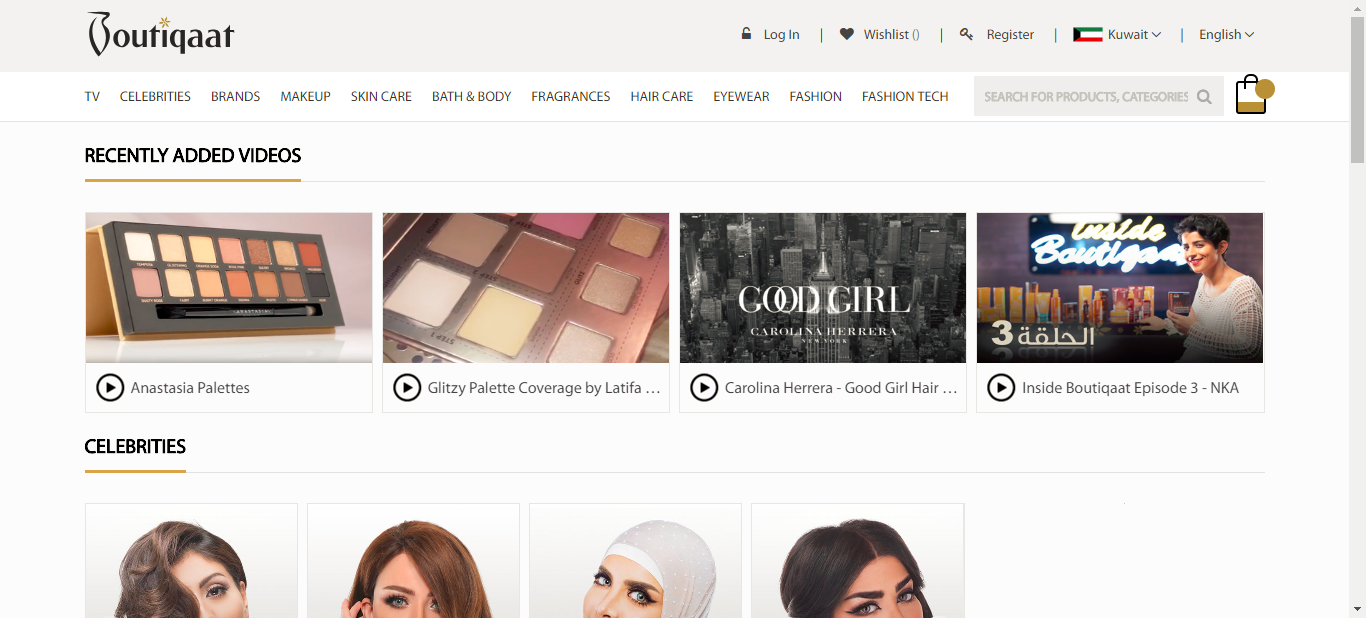 Boutiqaat
Log In | Wishlist () | Register | Kuwait | English
TV CELEBRITIES BRANDS MAKEUP SKIN CARE BATH & BODY FRAGRANCES HAIR CARE EYEWEAR FASHION FASHION TECH SEARCH FOR PRODUCTS, CATEGORIES
RECENTLY ADDED VIDEOS
GOOD GIRL
CAROLINA HERRERA
NEW YORK
Inside
Boutiqaat
الحلقة 3
Anastasia Palettes
Glitzy Palette Coverage by Latifa ...
Carolina Herrera - Good Girl Hair ...
Inside Boutiqaat Episode 3 - NKA
CELEBRITIES